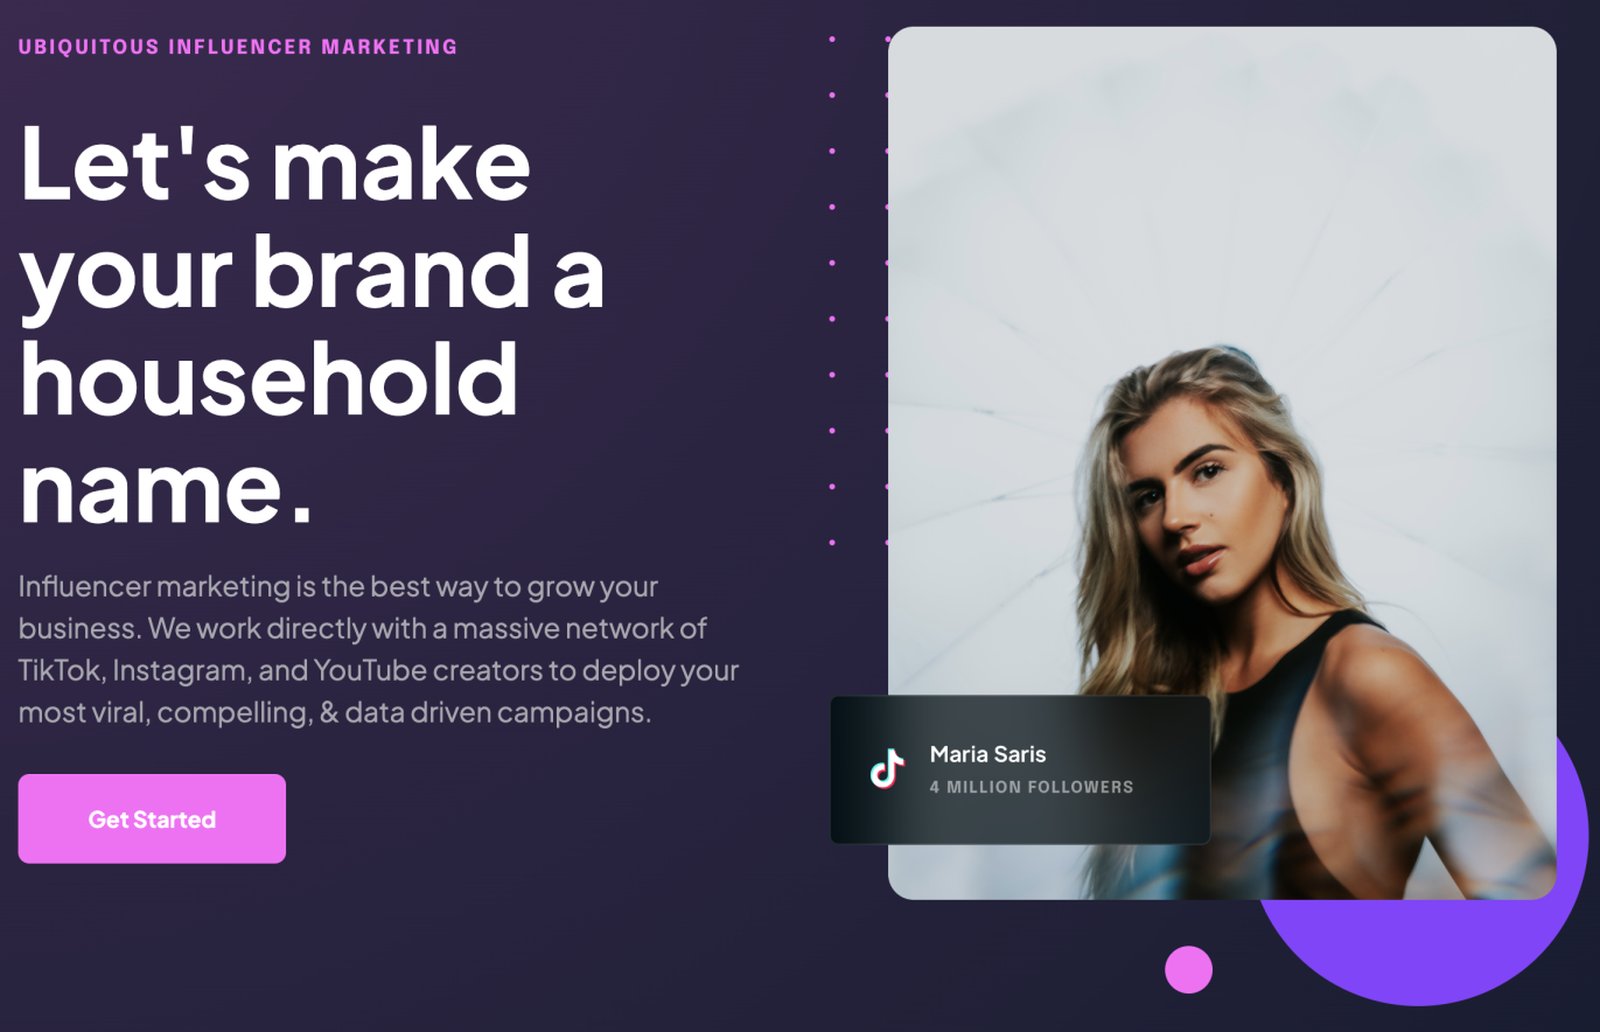 UBIQUITOUS INFLUENCER MARKETING
Let's make
your brand a
household
name.
Influencer marketing is the best way to grow your
business. We work directly with a massive network of
TikTok, Instagram, and YouTube creators to deploy your
most viral, compelling, & data driven campaigns.
Get Started
Maria Saris
4 MILLION FOLLOWERS